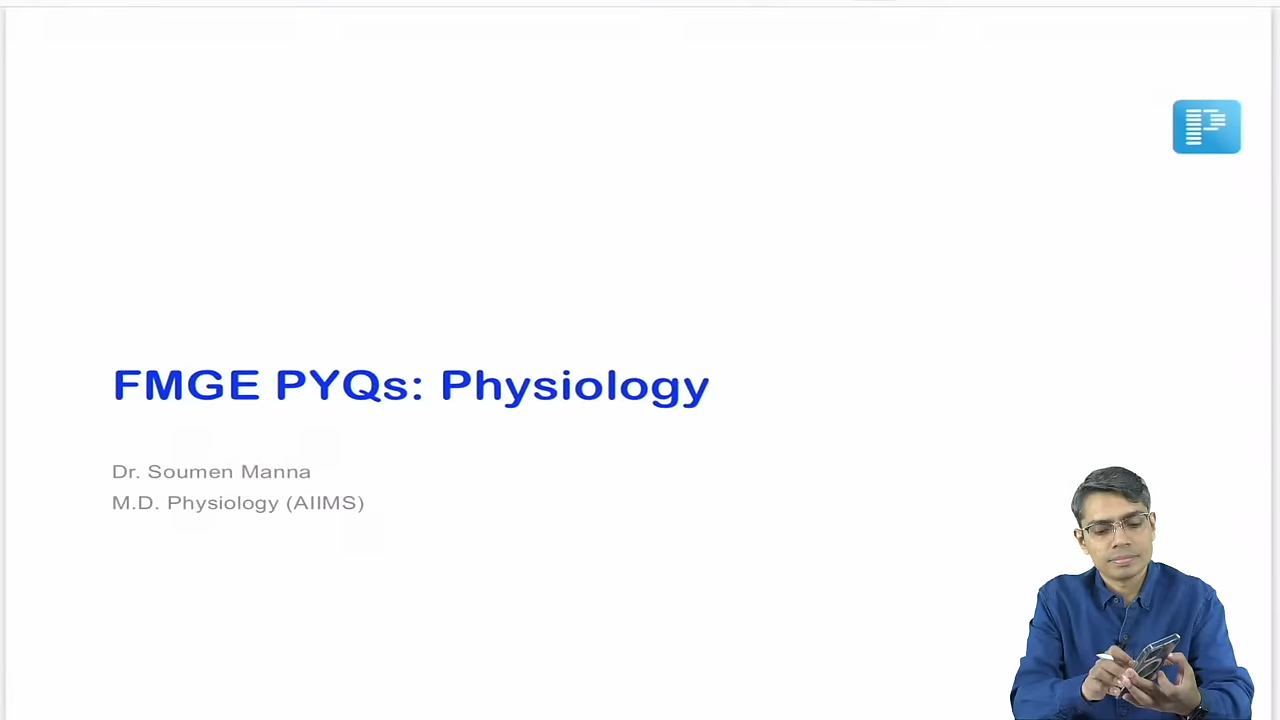 P
FMGE PYQs: Physiology
Dr. Soumen Manna
M.D. Physiology (AIIMS)